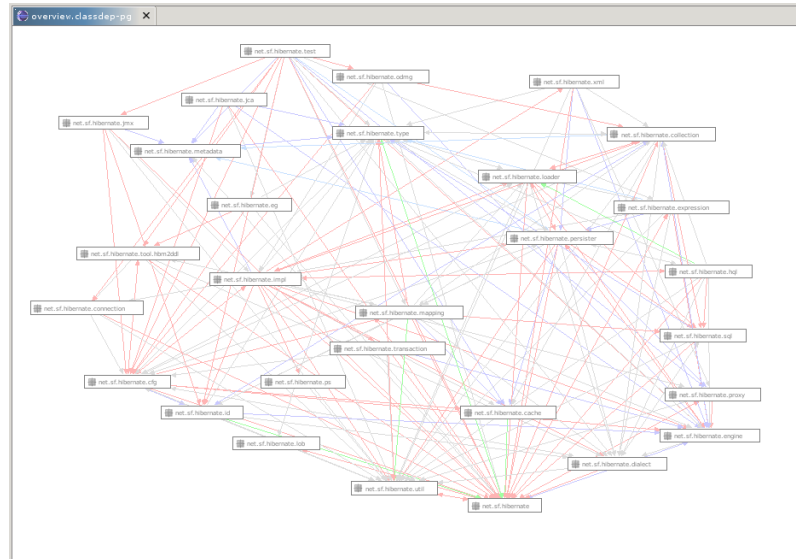 overview.classdep-pg
net.sf.hibernate.test
net.sf.hibernate.odmg
net.sf.hibernate.xml
net.sf.hibernate.jca
net.sf.hibernate.jmx
net.sf.hibernate.type
net.sf.hibernate.collection
net.sf.hibernate.metadata
net.sf.hibernate.loader
net.sf.hibernate.eg
net.sf.hibernate.expression
net.sf.hibernate.persister
net.sf.hibernate.tool.hbm2ddl
net.sf.hibernate.hql
net.sf.hibernate.impl
net.sf.hibernate.connection
net.sf.hibernate.mapping
net.sf.hibernate.sql
net.sf.hibernate.transaction
net.sf.hibernate.cfg
net.sf.hibernate.ps
net.sf.hibernate.proxy
net.sf.hibernate.id
net.sf.hibernate.cache
net.sf.hibernate.engine
net.sf.hibernate.lob
net.sf.hibernate.dialect
net.sf.hibernate.util
net.sf.hibernate